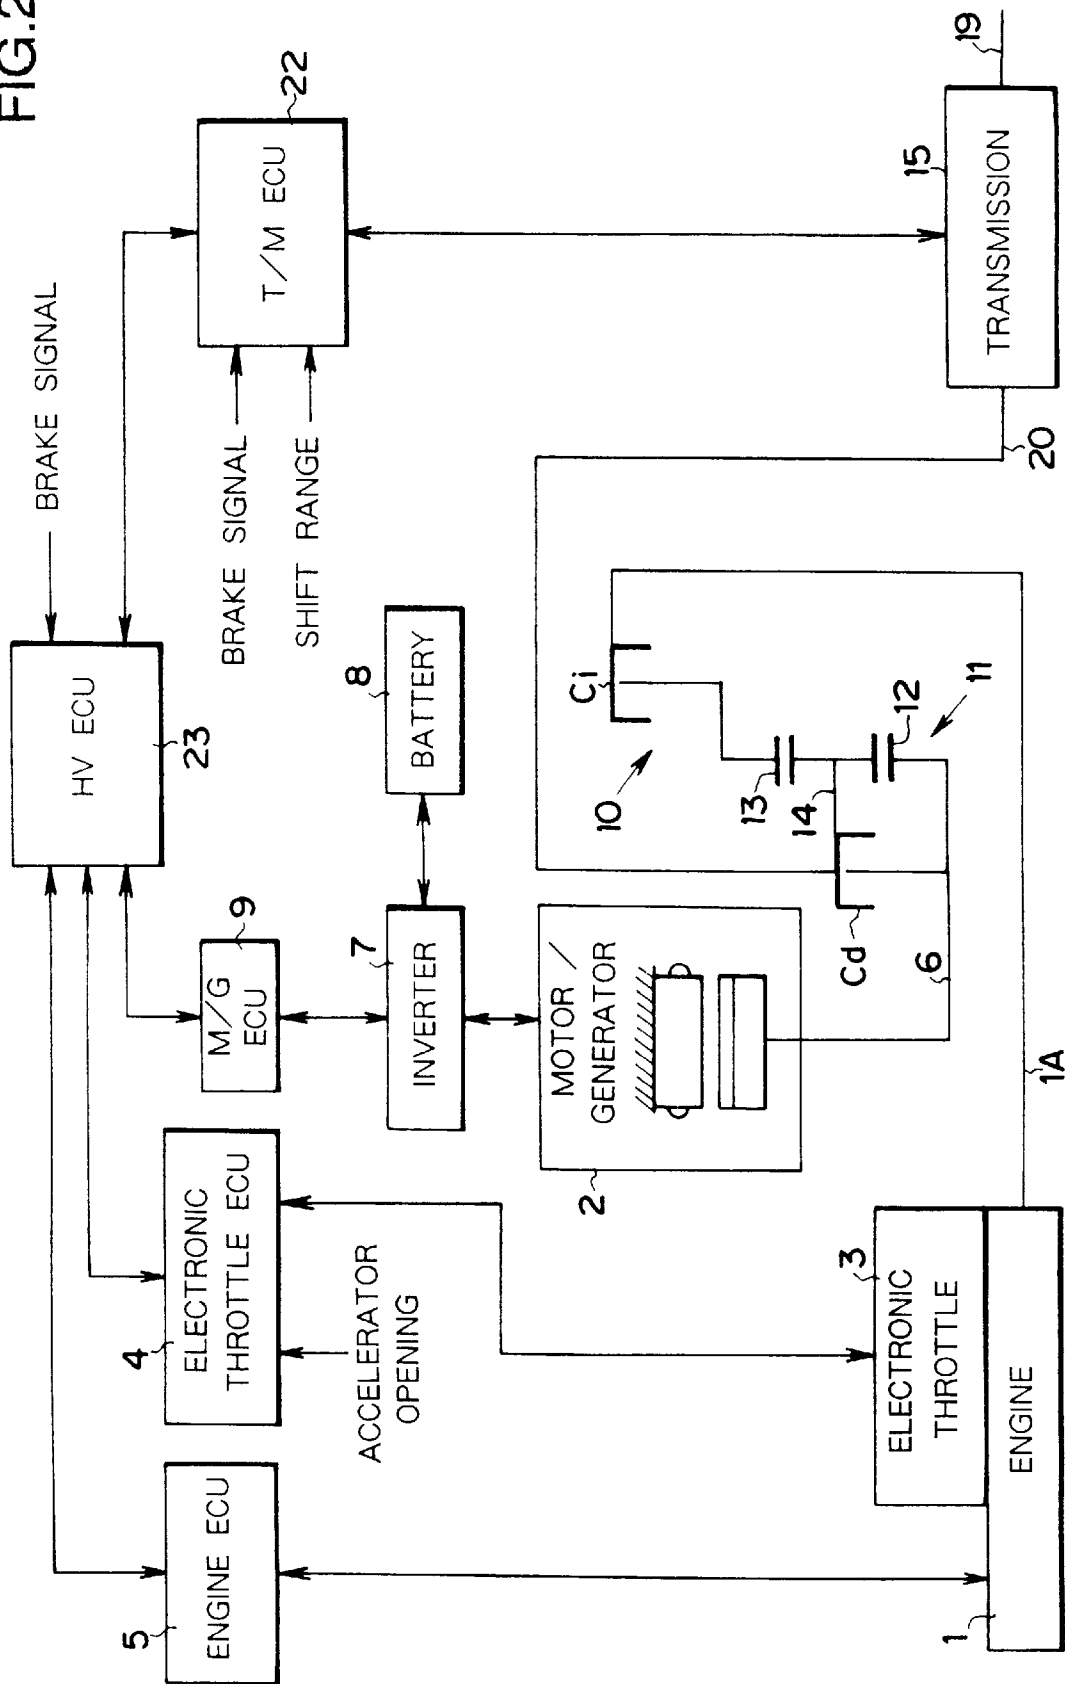 FIG.2
BRAKE SIGNAL
HV ECU
23
T/M ECU
22
BRAKE SIGNAL
SHIFT RANGE
ENGINE ECU
5
ELECTRONIC
THROTTLE ECU
4
ACCELERATOR
OPENING
M/G
ECU
9
INVERTER
7
BATTERY
8
MOTOR/
GENERATOR
2
Ci
10
13
14
12
11
Cd
6
1A
ELECTRONIC
THROTTLE
3
ENGINE
1
20
TRANSMISSION
15
19